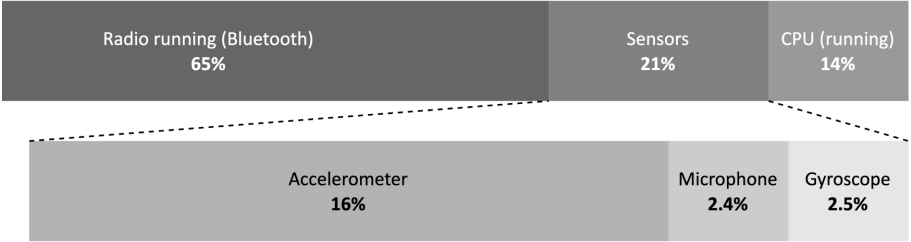 Radio running (Bluetooth)
65%
Sensors
21%
CPU (running)
14%
Accelerometer
16%
Microphone
2.4%
Gyroscope
2.5%